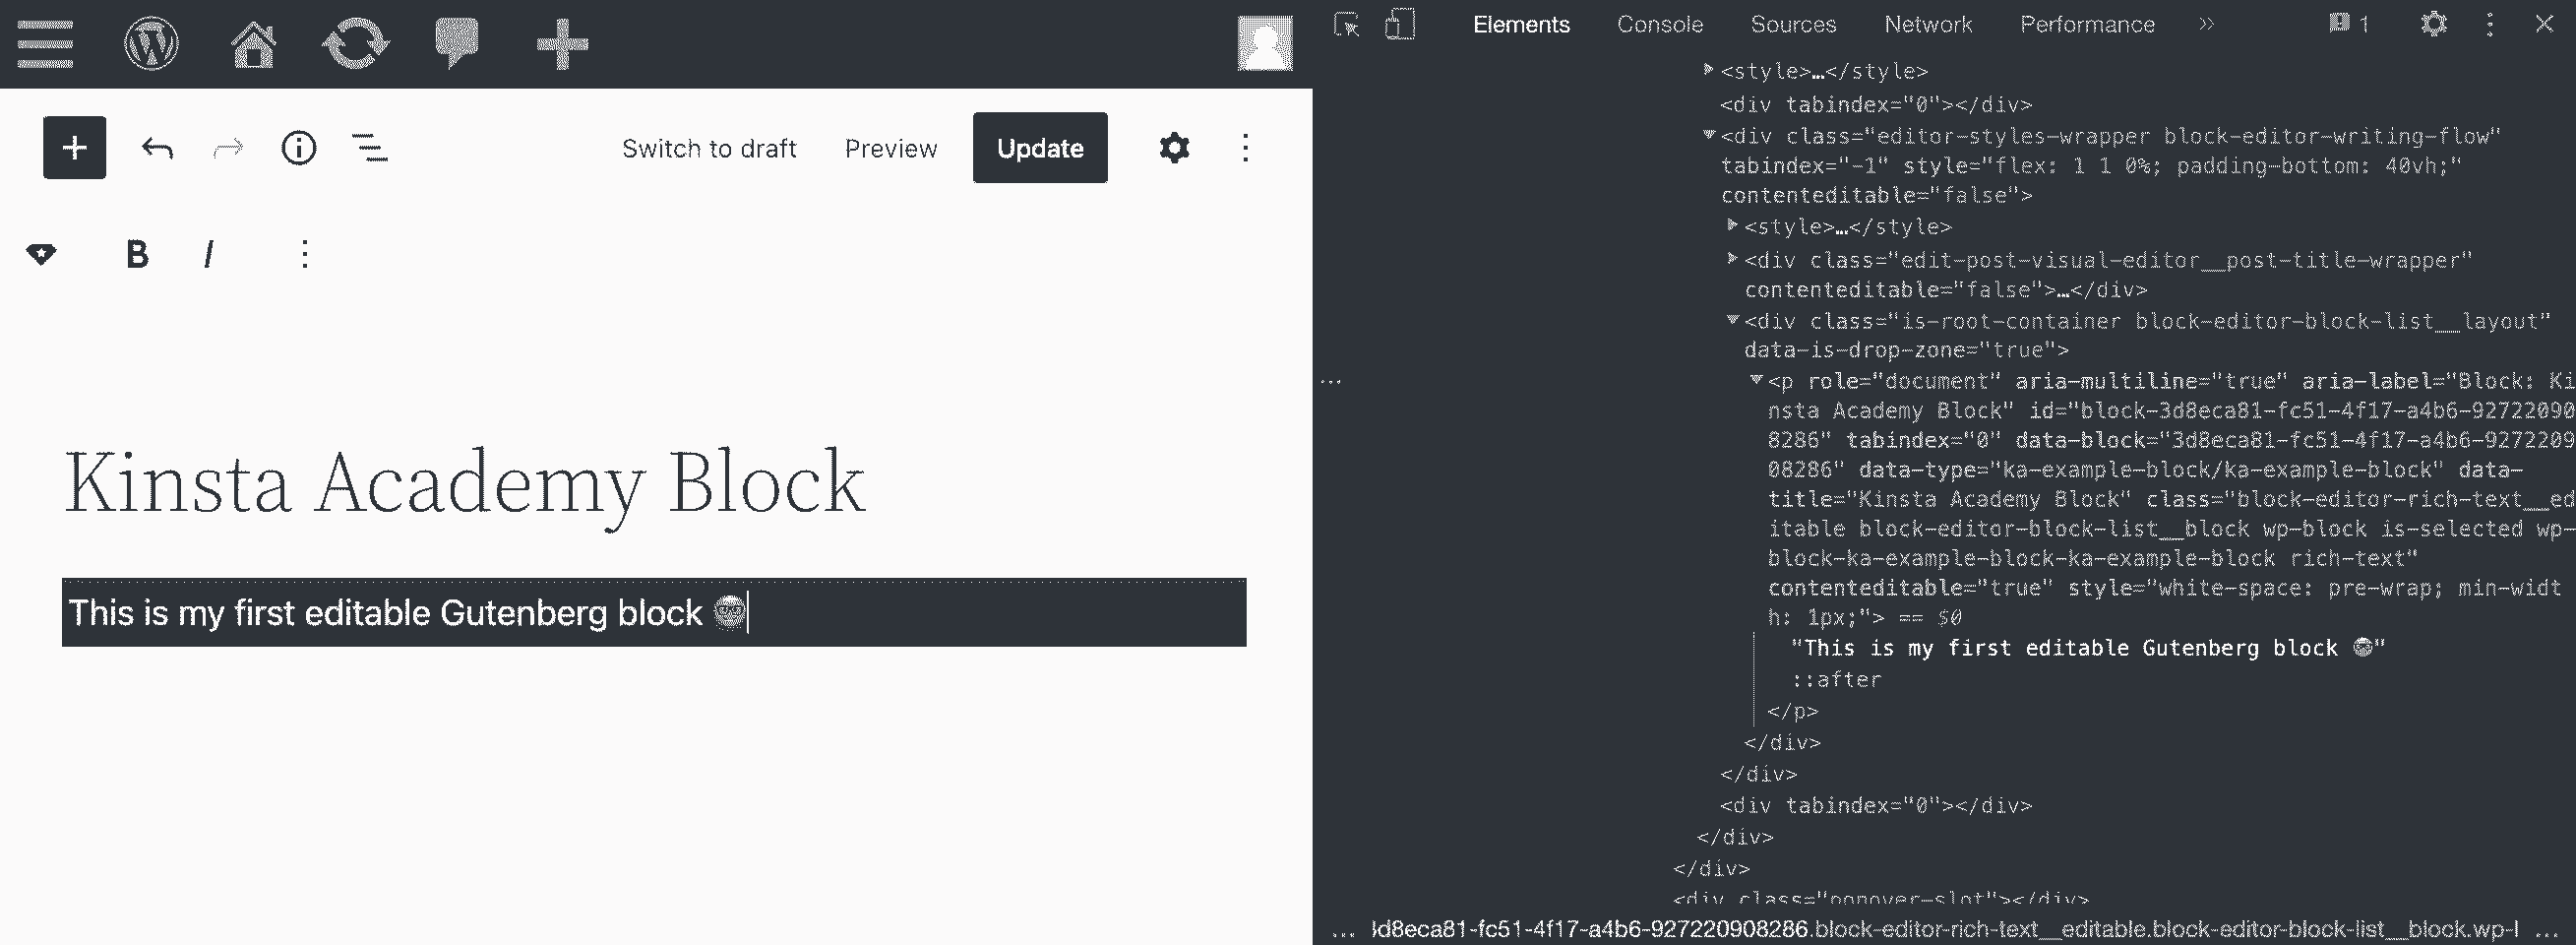 Switch to draft Preview Update
B I
Kinsta Academy Block
This is my first editable Gutenberg block
Elements Console Sources Network Performance » 1
<style>…</style>
<div tabindex="0"></div>
<div class="editor-styles-wrapper block-editor-writing-flow"
tabindex="-1" style="flex: 1 1 0%; padding-bottom: 40vh;"
contenteditable="false">
<style>…</style>
<div class="edit-post-visual-editor__post-title-wrapper"
contenteditable="false">…</div>
<div class="is-root-container block-editor-block-list__layout"
data-is-drop-zone="true">
<p role="document" aria-multiline="true" aria-label="Block: Ki
nsta Academy Block" id="block-3d8eca81-fc51-4f17-a4b6-92722090
8286" tabindex="0" data-block="3d8eca81-fc51-4f17-a4b6-9272209
08286" data-type="ka-example-block/ka-example-block" data-
title="Kinsta Academy Block" class="block-editor-rich-text__ed
itable block-editor-block-list__block wp-block is-selected wp-
block-ka-example-block-ka-example-block rich-text"
contenteditable="true" style="white-space: pre-wrap; min-widt
h: 1px;"> == $0
"This is my first editable Gutenberg block 😎"
::after
</p>
</div>
</div>
<div tabindex="0"></div>
</div>
</div>
<div class="popover-slot"></div>
… 3d8eca81-fc51-4f17-a4b6-927220908286.block-editor-rich-text__editable.block-editor-block-list__block.wp-l …